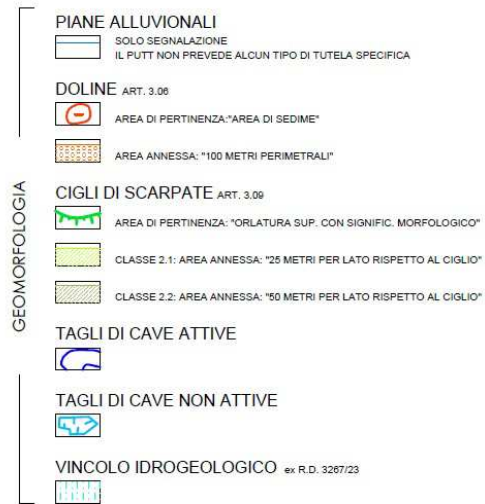 PIANE ALLUVIONALI
SOLO SEGNALAZIONE
IL PUTT NON PREVEDE ALCUN TIPO DI TUTELA SPECIFICA
DOLINE ART. 3.06
AREA DI PERTINENZA:"AREA DI SEDIME"
AREA ANNESSA: "100 METRI PERIMETRALI"
GEOMORFOLOGIA
CIGLI DI SCARPATE ART. 3.09
AREA DI PERTINENZA: "ORLATURA SUP. CON SIGNIFIC. MORFOLOGICO"
CLASSE 2.1: AREA ANNESSA: "25 METRI PER LATO RISPETTO AL CIGLIO"
CLASSE 2.2: AREA ANNESSA: "50 METRI PER LATO RISPETTO AL CIGLIO"
TAGLI DI CAVE ATTIVE
TAGLI DI CAVE NON ATTIVE
VINCOLO IDROGEOLOGICO ex R.D. 3267/23